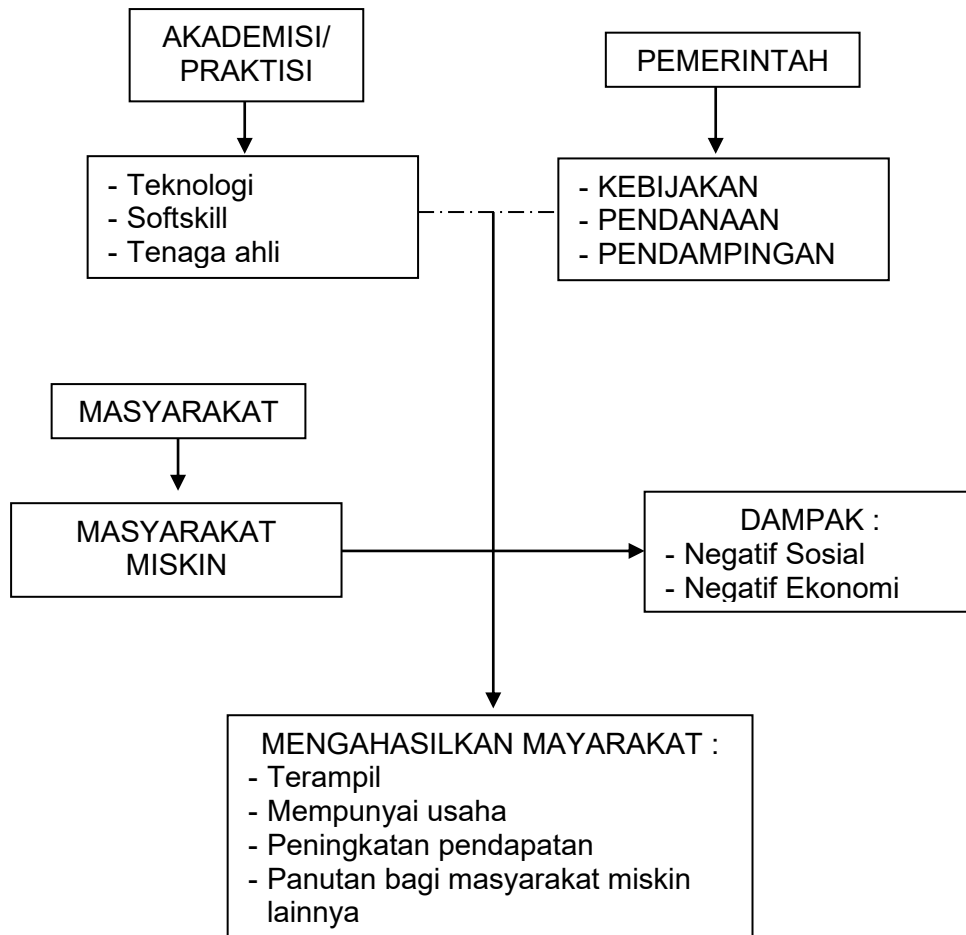 AKADEMISI/
PRAKTISI
PEMERINTAH
- Teknologi
- Softskill
- Tenaga ahli
- KEBIJAKAN
- PENDANAAN
- PENDAMPINGAN
MASYARAKAT
MASYARAKAT
MISKIN
DAMPAK :
- Negatif Sosial
- Negatif Ekonomi
MENGAHASILKAN MAYARAKAT :
- Terampil
- Mempunyai usaha
- Peningkatan pendapatan
- Panutan bagi masyarakat miskin
lainnya